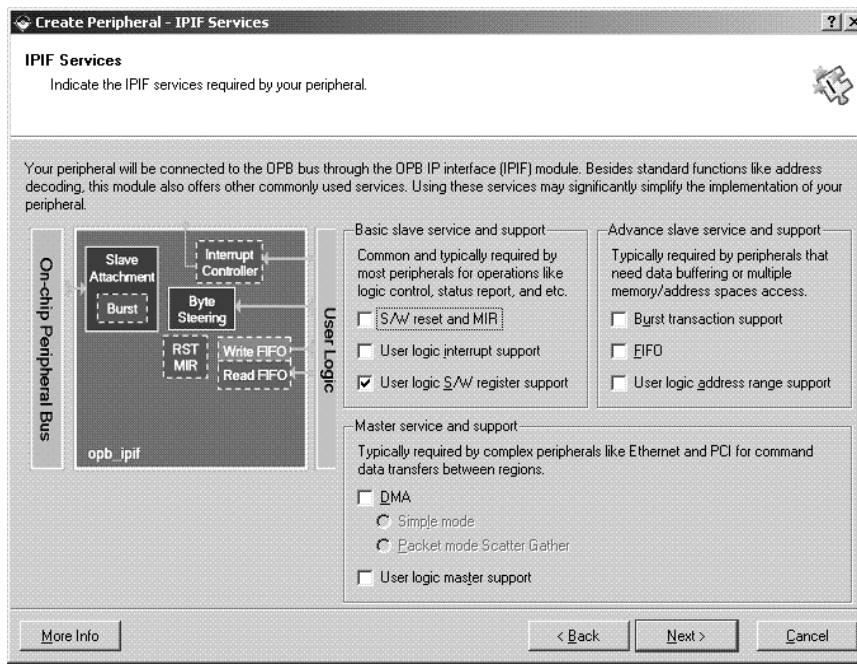 Create Peripheral - IPIF Services
IPIF Services
Indicate the IPIF services required by your peripheral.
Your peripheral will be connected to the OPB bus through the OPB IP interface (IPIF) module. Besides standard functions like address
decoding, this module also offers other commonly used services. Using these services may significantly simplify the implementation of your
peripheral.
On-chip Peripheral Bus
Slave
Attachment
Burst
Interrupt
Controller
Byte
Steering
RST
MIR
Write FIFO
Read FIFO
opb_ipif
User Logic
Basic slave service and support
Common and typically required by
most peripherals for operations like
logic control, status report, and etc.
S/W reset and MIR
User logic interrupt support
User logic S/W register support
Advance slave service and support
Typically required by peripherals that
need data buffering or multiple
memory/address spaces access.
Burst transaction support
FIFO
User logic address range support
Master service and support
Typically required by complex peripherals like Ethernet and PCI for command
data transfers between regions.
DMA
Simple mode
Packet mode Scatter Gather
User logic master support
More Info
< Back
Next >
Cancel